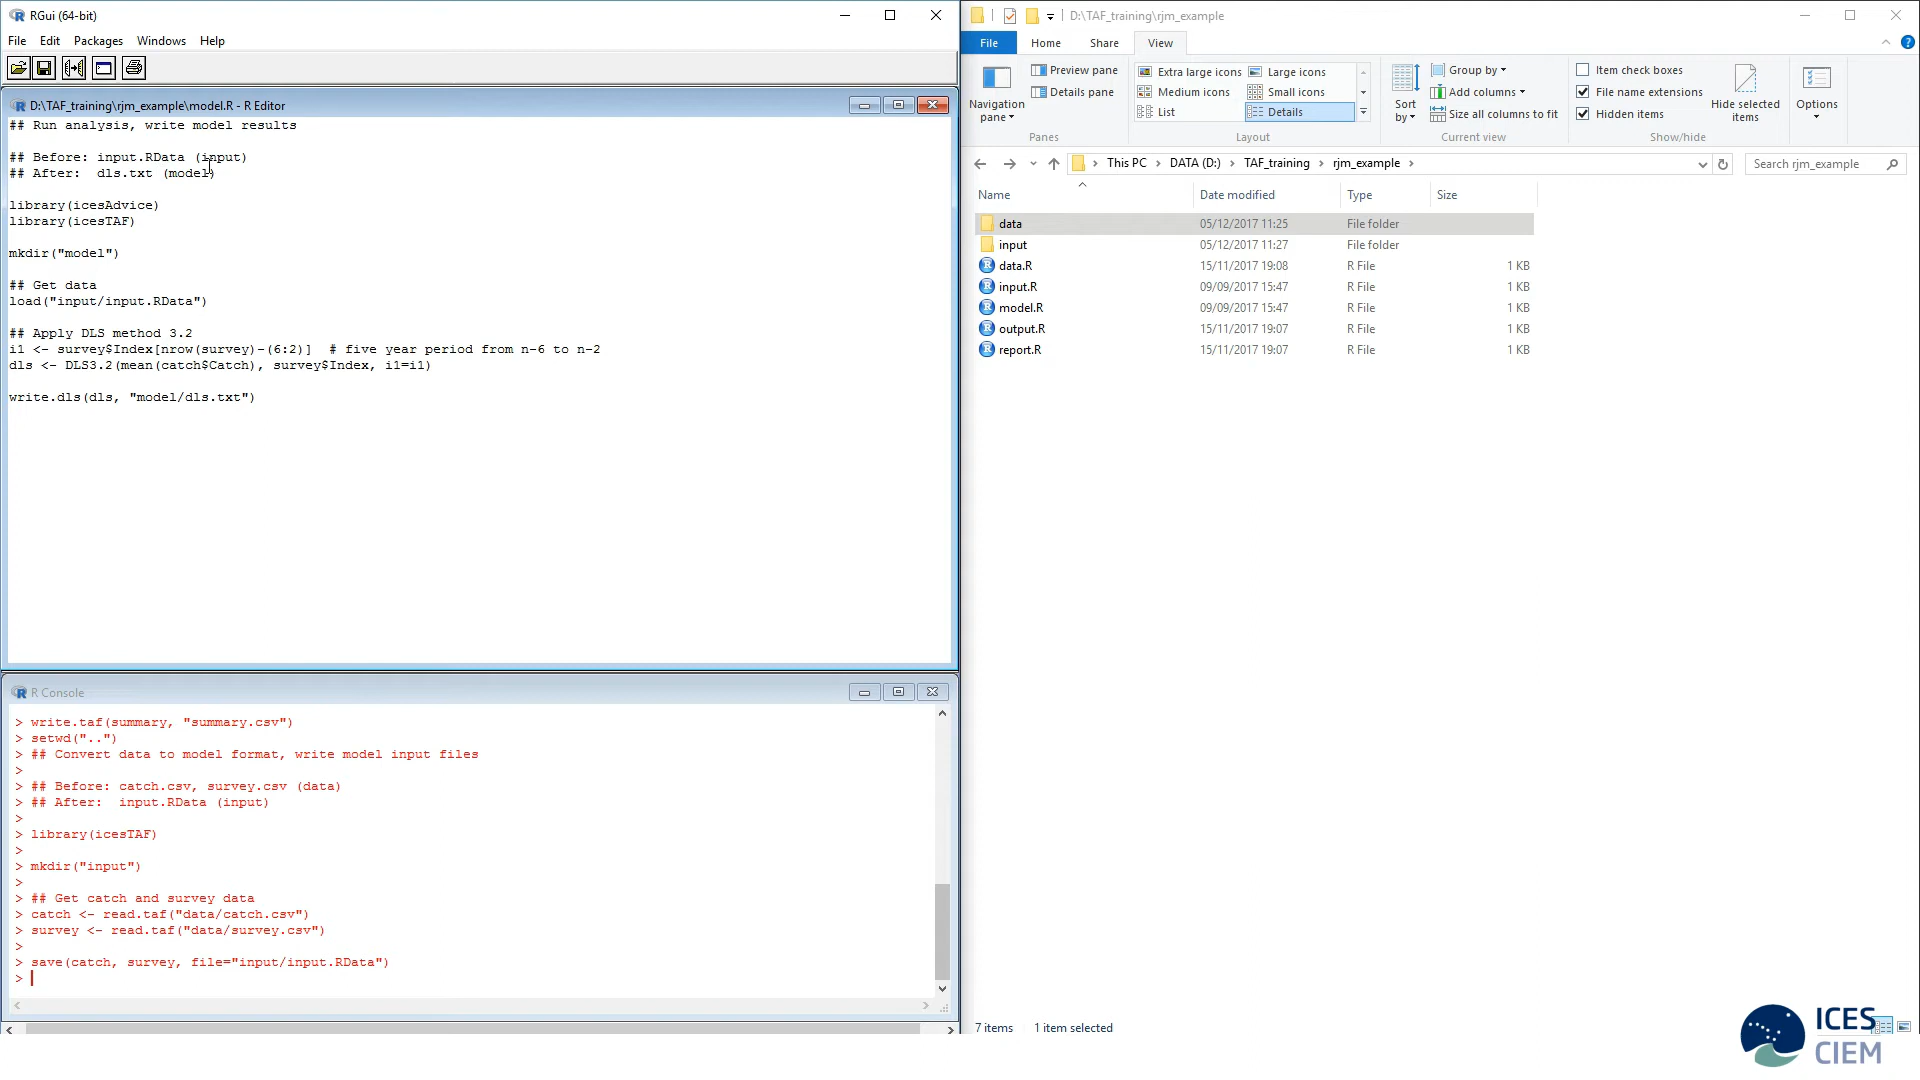 RGui (64-bit)
File Edit Packages Windows Help
D:\TAF_training\rjm_example\model.R - R Editor
## Run analysis, write model results
## Before: input.RData (input)
## After:  dls.txt (model)
library(icesAdvice)
library(icesTAF)
mkdir("model")
## Get data
load("input/input.RData")
## Apply DLS method 3.2
i1 <- survey$Index[nrow(survey)-(6:2)]  # five year period from n-6 to n-2
dls <- DLS3.2(mean(catch$Catch), survey$Index, i1=i1)
write.dls(dls, "model/dls.txt")
R Console
> write.taf(summary, "summary.csv")
> setwd("..")
> ## Convert data to model format, write model input files
>
> ## Before: catch.csv, survey.csv (data)
> ## After:  input.RData (input)
>
> library(icesTAF)
>
> mkdir("input")
>
> ## Get catch and survey data
> catch <- read.taf("data/catch.csv")
> survey <- read.taf("data/survey.csv")
>
> save(catch, survey, file="input/input.RData")
>
D:\TAF_training\rjm_example
File Home Share View
Navigation pane
Preview pane
Details pane
Panes
Extra large icons Large icons
Medium icons Small icons
List Details
Layout
Sort by
Group by
Add columns
Size all columns to fit
Current view
Item check boxes
File name extensions
Hidden items
Hide selected items
Show/hide
Options
This PC > DATA (D:) > TAF_training > rjm_example >
Search rjm_example
Name Date modified Type Size
data 05/12/2017 11:25 File folder
input 05/12/2017 11:27 File folder
data.R 15/11/2017 19:08 R File 1 KB
input.R 09/09/2017 15:47 R File 1 KB
model.R 09/09/2017 15:47 R File 1 KB
output.R 15/11/2017 19:07 R File 1 KB
report.R 15/11/2017 19:07 R File 1 KB
7 items 1 item selected
ICES
CIEM